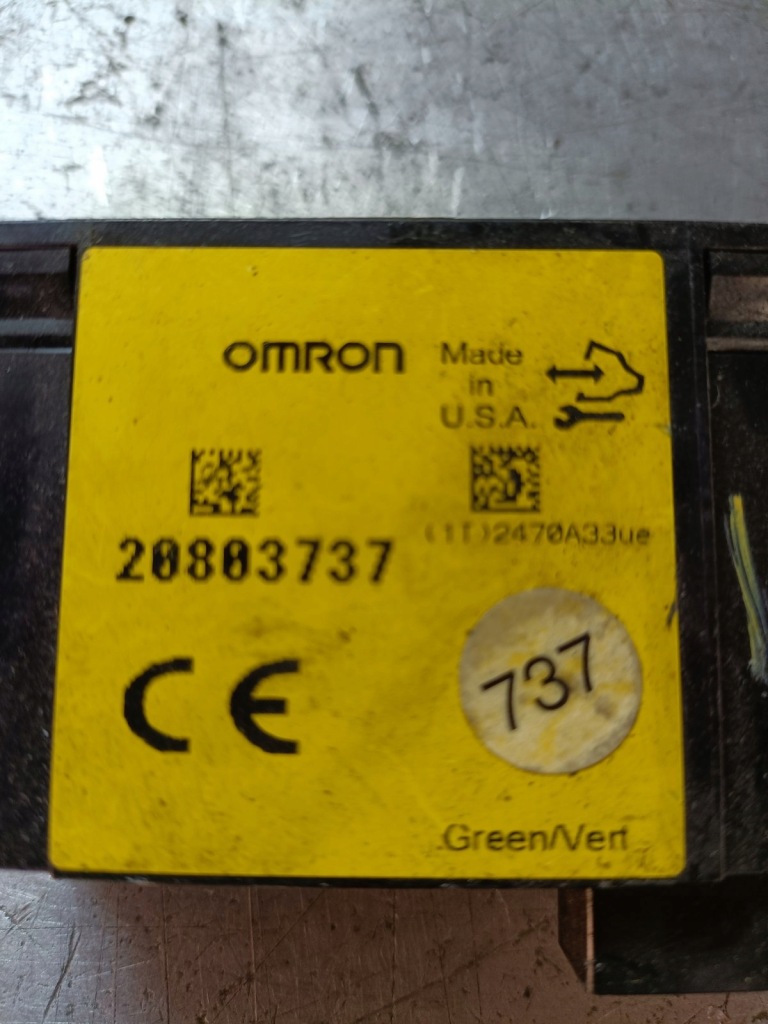 OMRON
Made
in
U.S.A.
20803737
(1T)2470A33ue
CE
737
Green/Vert